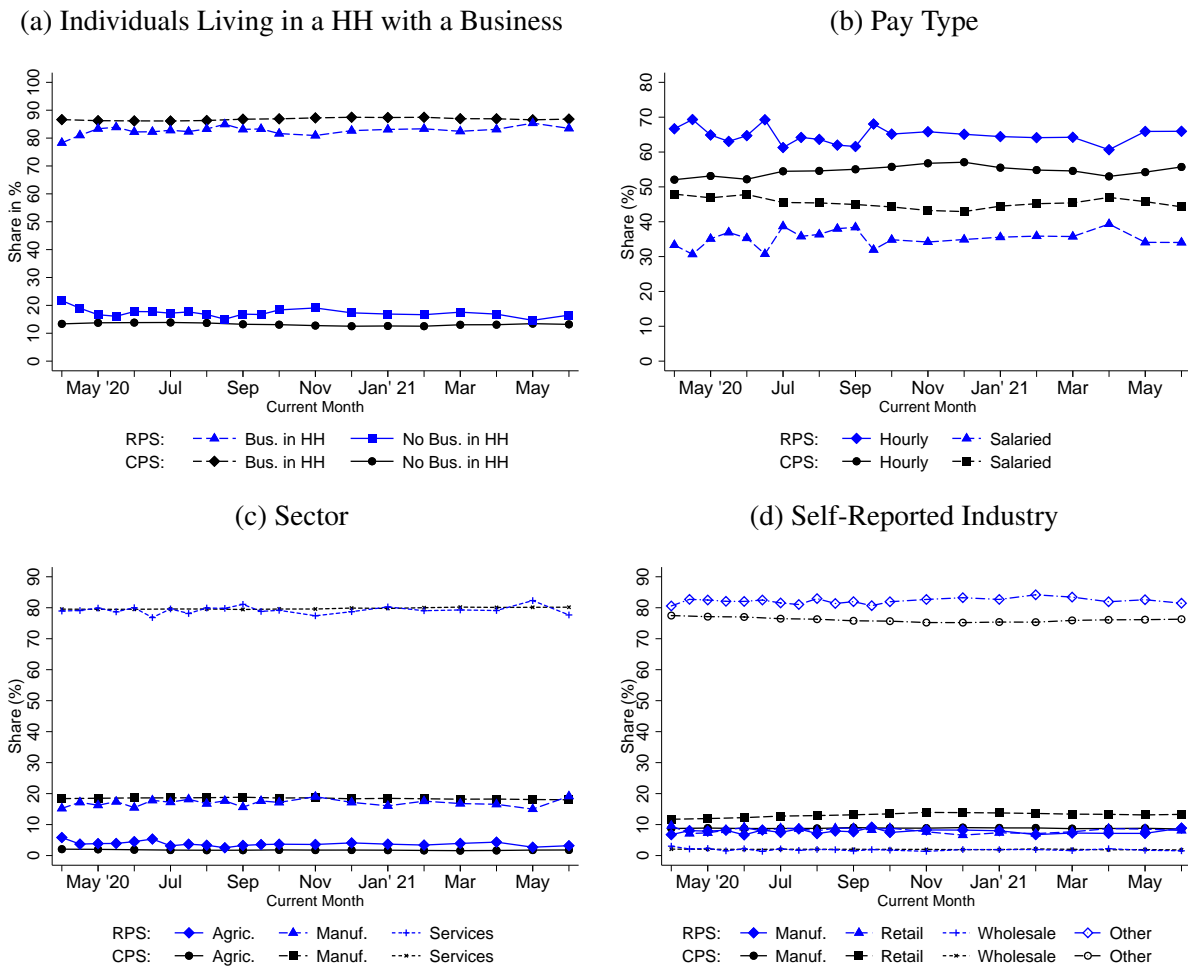 (a) Individuals Living in a HH with a Business
Share in %
0 10 20 30 40 50 60 70 80 90 100
May '20 Jul Sep Nov Jan' 21 Mar May
Current Month
RPS: Bus. in HH No Bus. in HH
CPS: Bus. in HH No Bus. in HH
(b) Pay Type
Share (%)
0 10 20 30 40 50 60 70 80
May '20 Jul Sep Nov Jan' 21 Mar May
Current Month
RPS: Hourly Salaried
CPS: Hourly Salaried
(c) Sector
Share (%)
0 10 20 30 40 50 60 70 80 90
May '20 Jul Sep Nov Jan' 21 Mar May
Current Month
RPS: Agric. Manuf. Services
CPS: Agric. Manuf. Services
(d) Self-Reported Industry
Share (%)
0 10 20 30 40 50 60 70 80 90
May '20 Jul Sep Nov Jan' 21 Mar May
Current Month
RPS: Manuf. Retail Wholesale Other
CPS: Manuf. Retail Wholesale Other